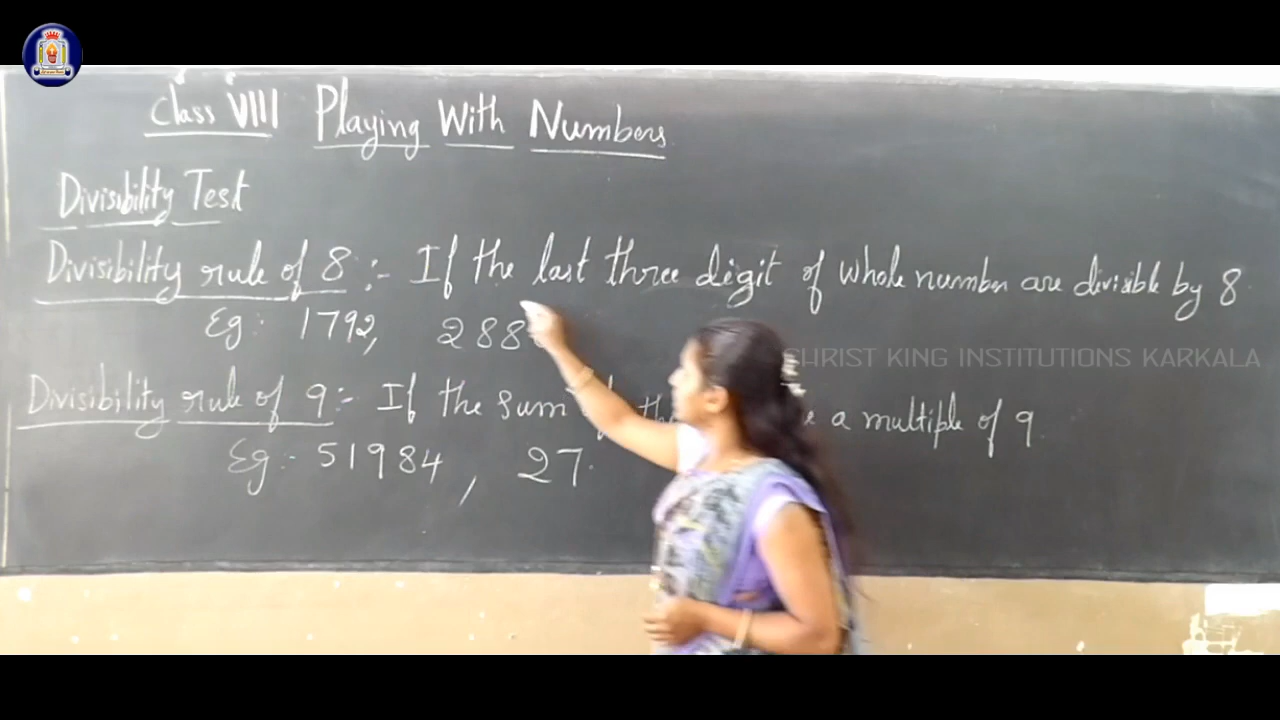 Class VIII Playing With Numbers
Divisibility Test
Divisibility rule of 8 :- If the last three digit of whole number are divisible by 8
Eg: 1792, 288
CHRIST KING INSTITUTIONS KARKALA
Divisibility rule of 9 :- If the sum a multiple of 9
Eg:- 51984, 27.